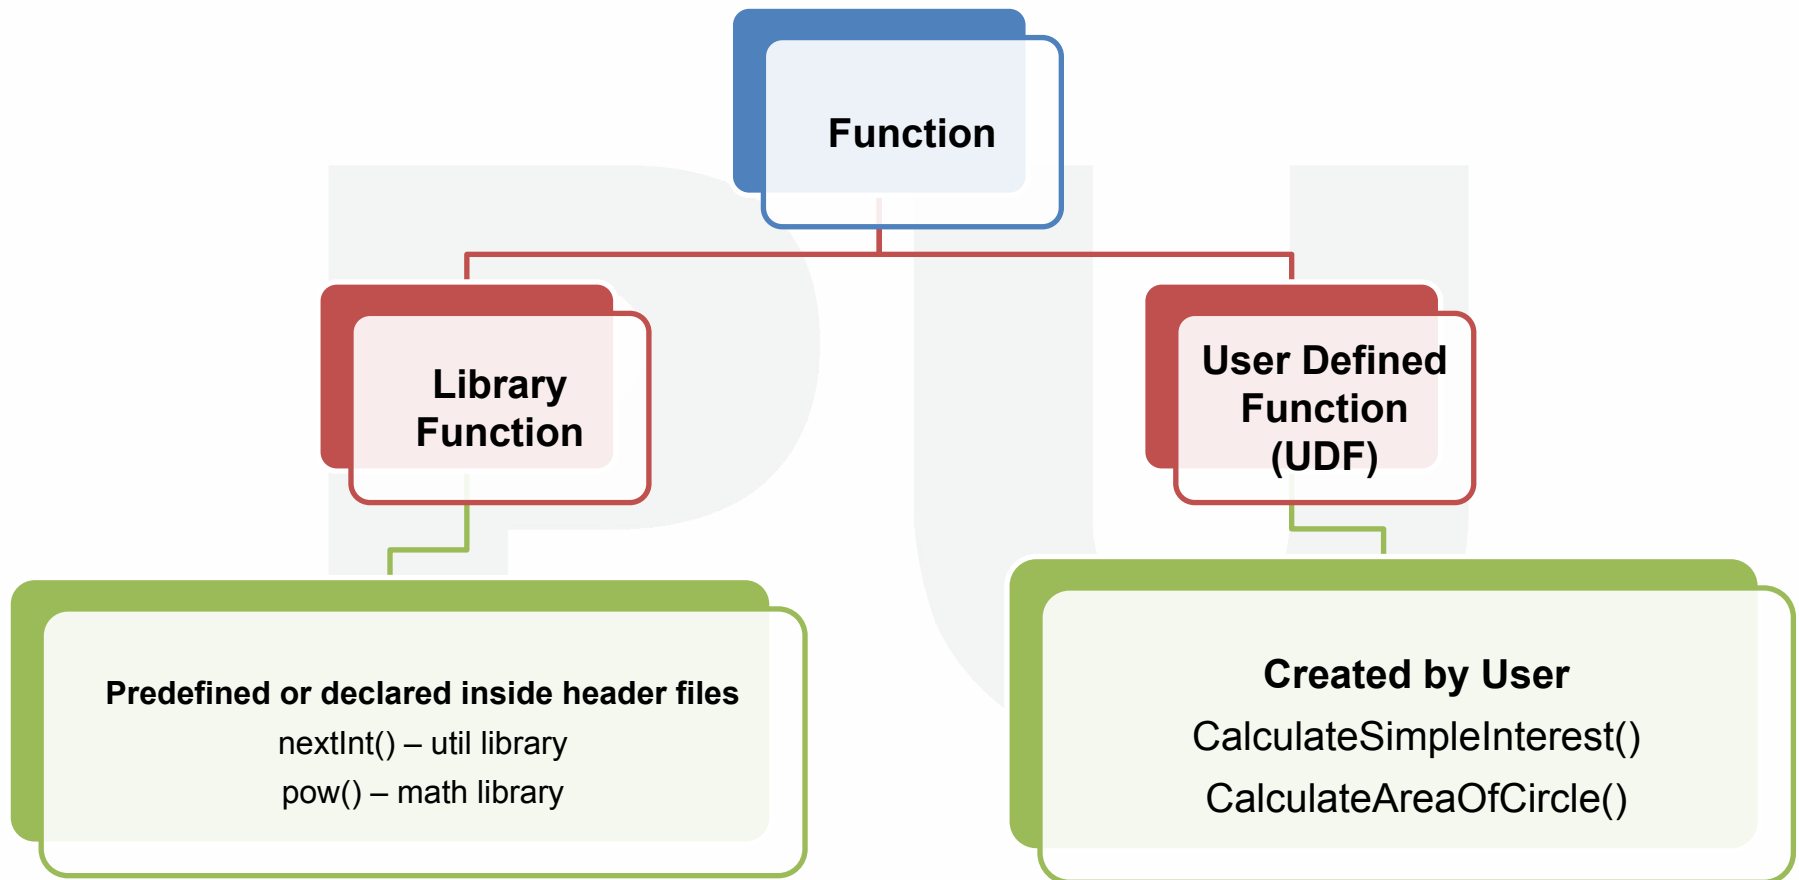 Function
Library
Function
User Defined
Function
(UDF)
Predefined or declared inside header files
nextInt() – util library
pow() – math library
Created by User
CalculateSimpleInterest()
CalculateAreaOfCircle()
PU